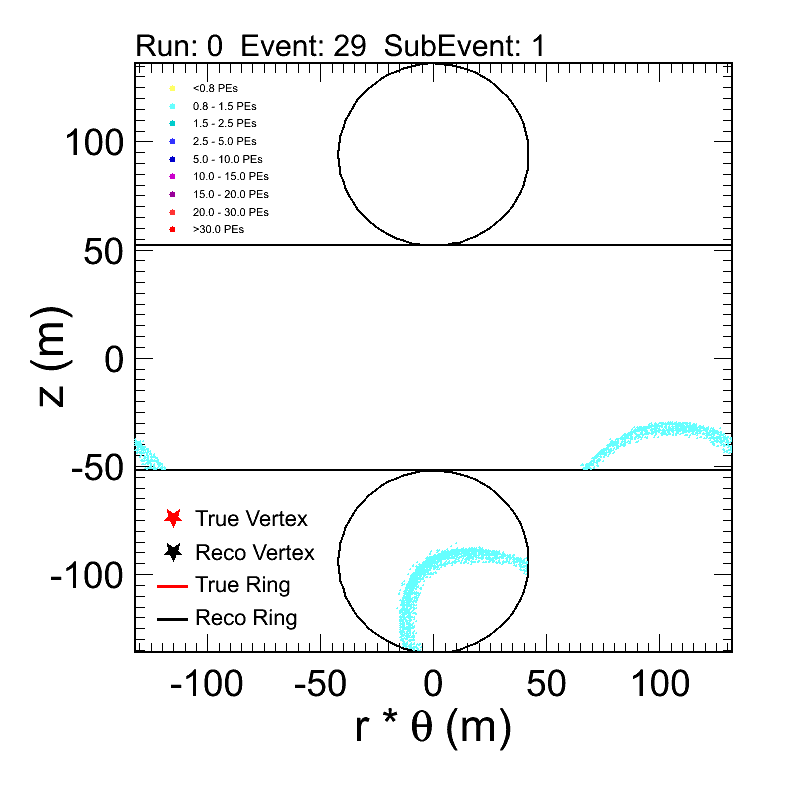 Run: 0  Event: 29  SubEvent: 1
<0.8 PEs
0.8 - 1.5 PEs
1.5 - 2.5 PEs
2.5 - 5.0 PEs
5.0 - 10.0 PEs
10.0 - 15.0 PEs
15.0 - 20.0 PEs
20.0 - 30.0 PEs
>30.0 PEs
100
50
0
-50
-100
z (m)
True Vertex
Reco Vertex
True Ring
Reco Ring
-100 -50 0 50 100
r * θ (m)